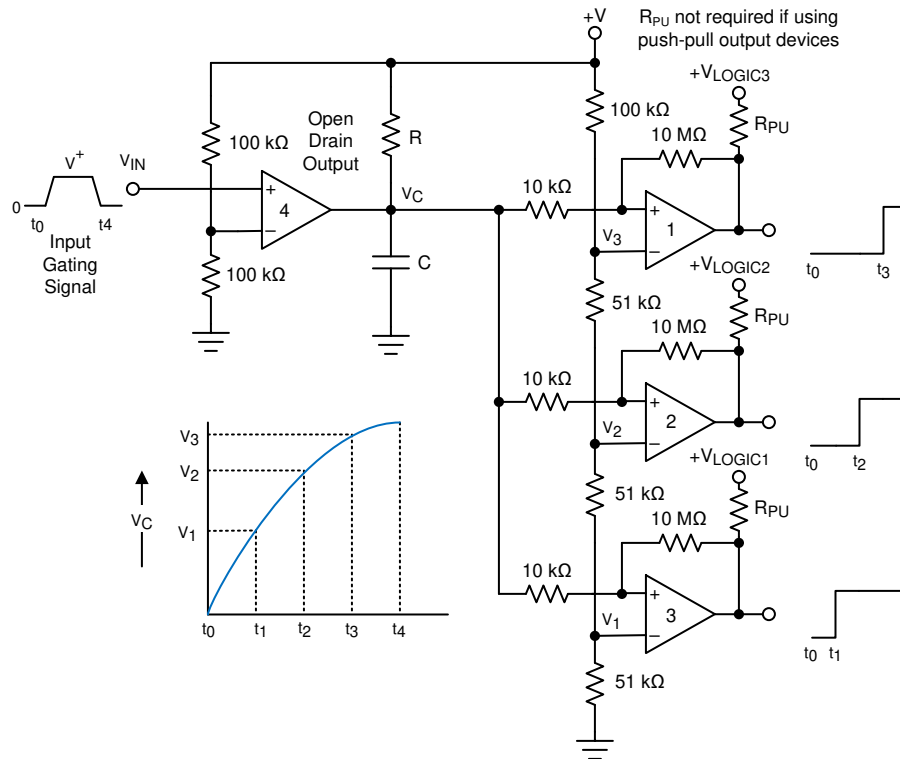 +V
RPU not required if using
push-pull output devices
+VLOGIC3
RPU
100 kΩ
10 MΩ
Open
Drain
Output
R
100 kΩ
V+
VIN
0
t0
t4
Input
Gating
Signal
+
4
−
VC
10 kΩ
+
1
−
V3
t0
t3
100 kΩ
C
+VLOGIC2
51 kΩ
10 MΩ
RPU
10 kΩ
+
2
−
V2
t0
t2
V3
V2
VC
V1
t0
t1
t2
t3
t4
+VLOGIC1
51 kΩ
10 MΩ
RPU
10 kΩ
+
3
−
V1
t0
t1
51 kΩ